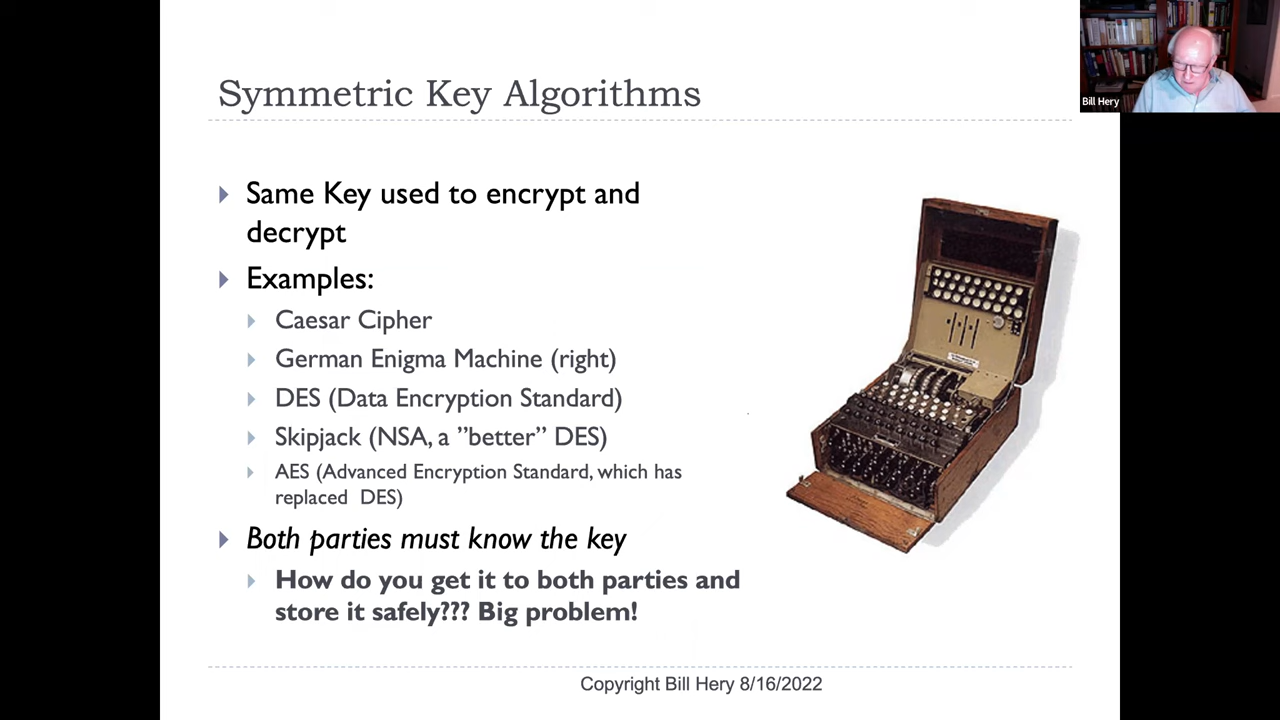 Symmetric Key Algorithms
Same Key used to encrypt and
decrypt
Examples:
Caesar Cipher
German Enigma Machine (right)
DES (Data Encryption Standard)
Skipjack (NSA, a ”better” DES)
AES (Advanced Encryption Standard, which has
replaced DES)
Both parties must know the key
How do you get it to both parties and
store it safely??? Big problem!
Copyright Bill Hery 8/16/2022
Bill Hery